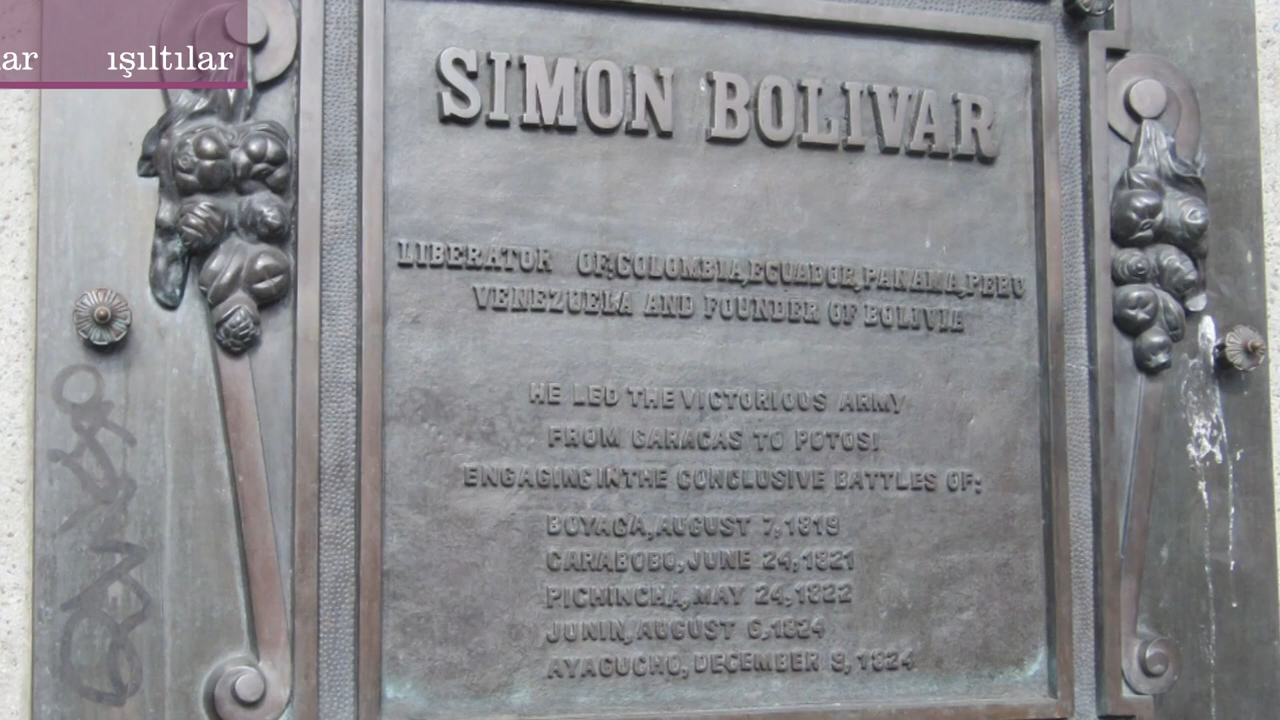 lar ışıltılar
SIMON BOLIVAR
LIBERATOR OF, COLOMBIA, ECUADOR, PANAMA, PERU
VENEZUELA AND FOUNDER OF BOLIVIA
HE LED THE VICTORIOUS ARMY
FROM CARACAS TO POTOSI
ENGAGING IN THE CONCLUSIVE BATTLES OF:
BOYACA, AUGUST 7, 1819
CARABOBO, JUNE 24, 1821
PICHINCHA, MAY 24, 1822
JUNIN, AUGUST 6, 1824
AYACUCHO, DECEMBER 9, 1824